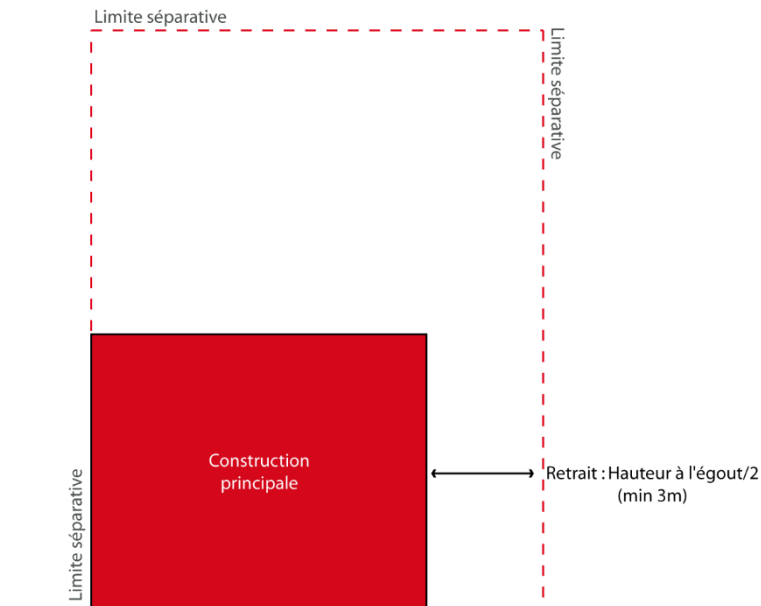 Limite séparative
Limite séparative
Construction
principale
Retrait : Hauteur à l'égout/2
(min 3m)
Limite séparative